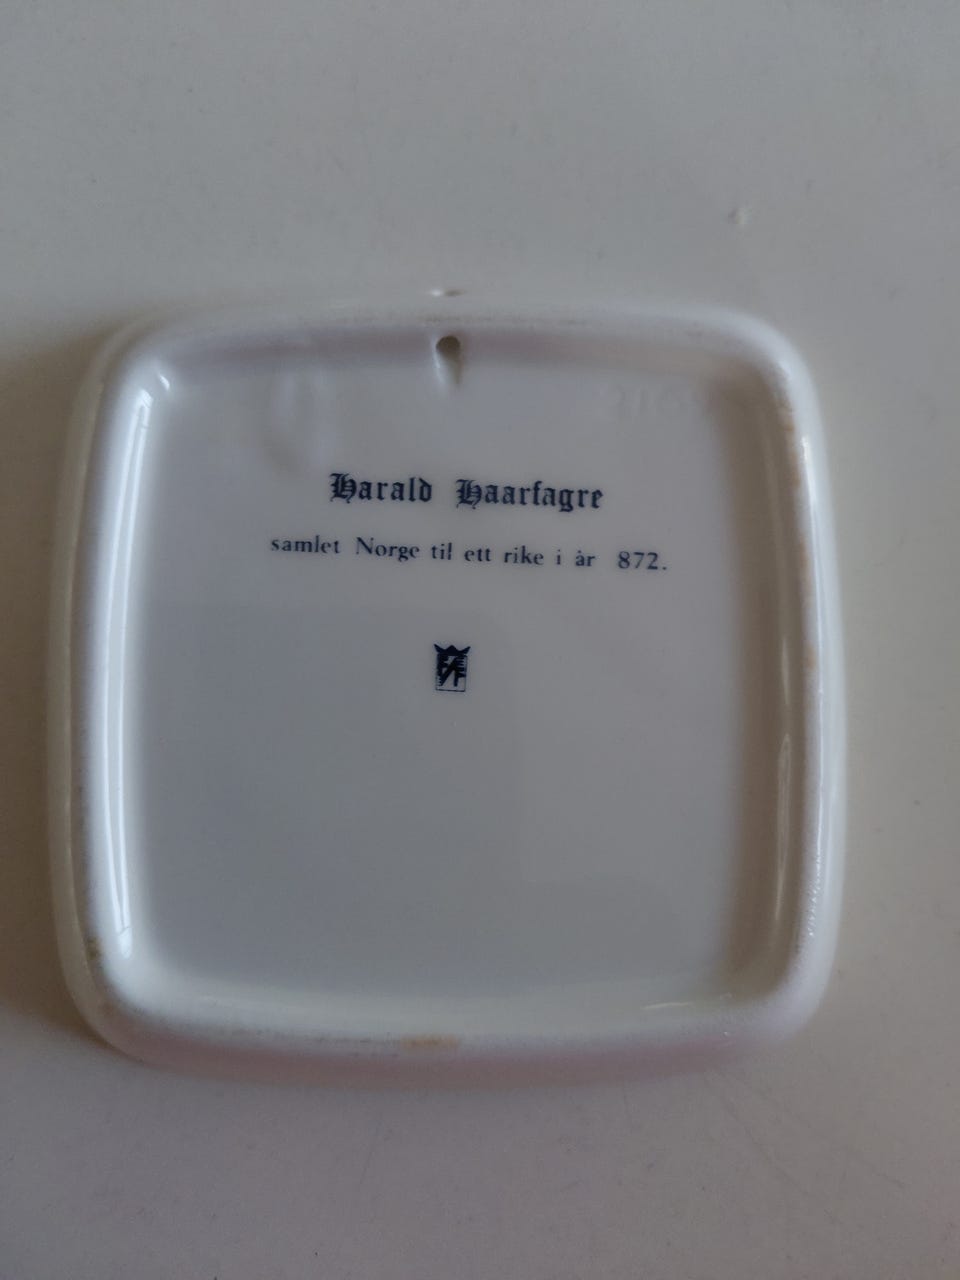 Harald Haarfagre
samlet Norge til ett rike i år 872.